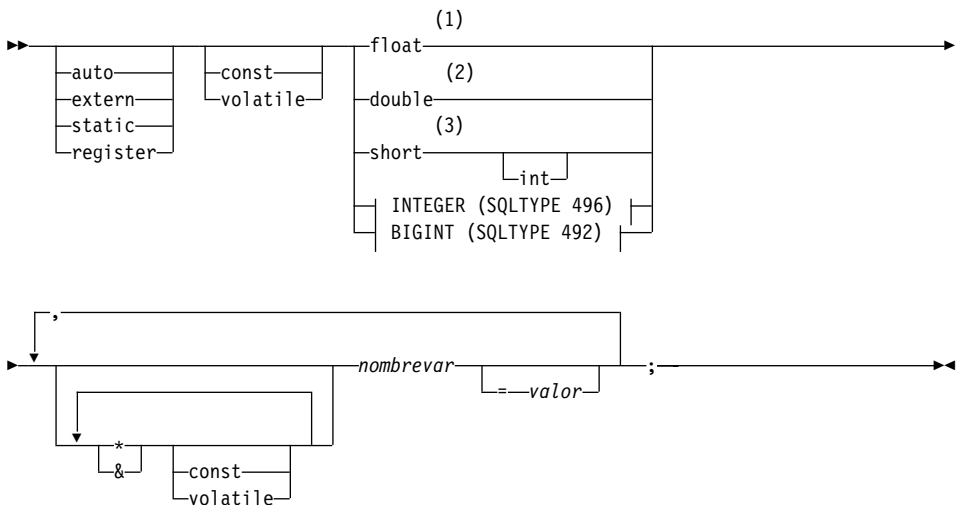 (1)
float
auto const (2)
extern volatile double
static (3)
register short
int
INTEGER (SQLTYPE 496)
BIGINT (SQLTYPE 492)
,
nombrevar ;
= valor
*
& const
volatile